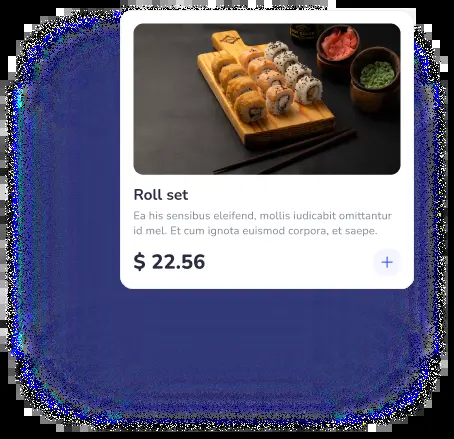 Roll set
Ea his sensibus eleifend, mollis iudicabit omittantur
id mel. Et cum ignota euismod corpora, et saepe.
$ 22.56
+